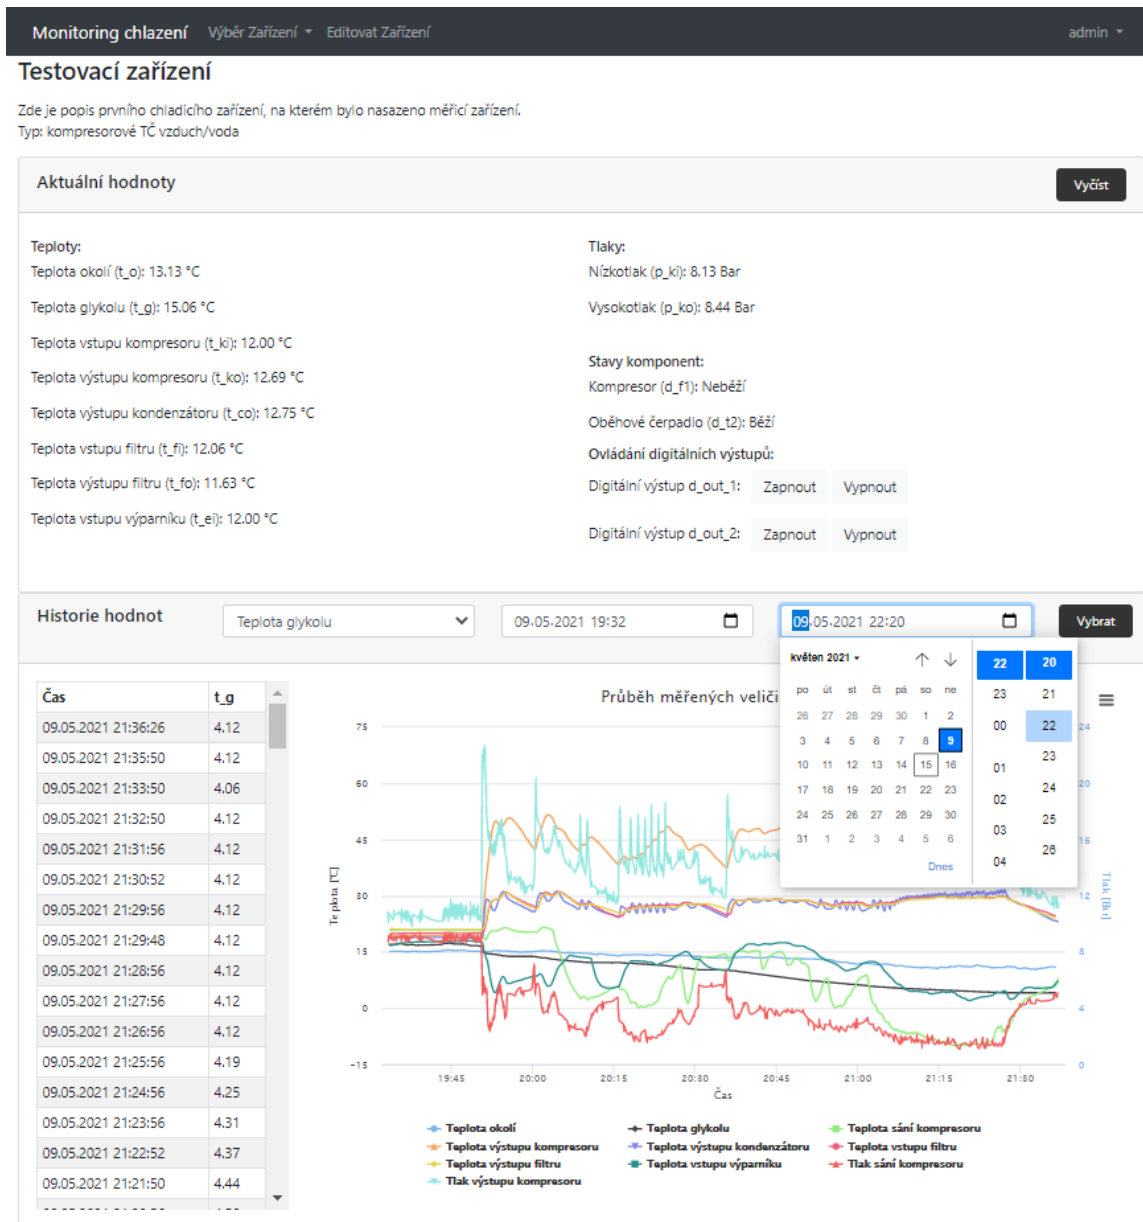 Monitoring chlazení Výběr Zařízení Editovat Zařízení admin
Testovací zařízení
Zde je popis prvního chladicího zařízení, na kterém bylo nasazeno měřicí zařízení.
Typ: kompresorové TČ vzduch/voda
Aktuální hodnoty Vyčíst
Teploty:
Teplota okolí (t_o): 13.13 °C
Teplota glykolu (t_g): 15.06 °C
Teplota vstupu kompresoru (t_ki): 12.00 °C
Teplota výstupu kompresoru (t_ko): 12.69 °C
Teplota výstupu kondenzátoru (t_co): 12.75 °C
Teplota vstupu filtru (t_fi): 12.06 °C
Teplota výstupu filtru (t_fo): 11.63 °C
Teplota vstupu výparníku (t_ei): 12.00 °C
Tlaky:
Nízkotlak (p_ki): 8.13 Bar
Vysokotlak (p_ko): 8.44 Bar
Stavy komponent:
Kompresor (d_f1): Neběží
Oběhové čerpadlo (d_t2): Běží
Ovládání digitálních výstupů:
Digitální výstup d_out_1: Zapnout Vypnout
Digitální výstup d_out_2: Zapnout Vypnout
Historie hodnot Teplota glykolu 09.05.2021 19:32 09.05.2021 22:20 Vybrat
květen 2021
po út st čt pá so ne
26 27 28 29 30 1 2
3 4 5 6 7 8 9
10 11 12 13 14 15 16
17 18 19 20 21 22 23
24 25 26 27 28 29 30
31 1 2 3 4 5 6
Dnes
22 20
23 21
00 22
01 23
02 24
03 25
04 26
Čas t_g
09.05.2021 21:36:26 4.12
09.05.2021 21:35:50 4.12
09.05.2021 21:33:50 4.06
09.05.2021 21:32:50 4.12
09.05.2021 21:31:56 4.12
09.05.2021 21:30:52 4.12
09.05.2021 21:29:56 4.12
09.05.2021 21:29:48 4.12
09.05.2021 21:28:56 4.12
09.05.2021 21:27:56 4.12
09.05.2021 21:26:56 4.12
09.05.2021 21:25:56 4.19
09.05.2021 21:24:56 4.25
09.05.2021 21:23:56 4.31
09.05.2021 21:22:52 4.37
09.05.2021 21:21:50 4.44
Průběh měřených veliči
75
60
45
30
15
0
-15
Teplota [°C]
24
20
16
12
8
4
0
Tlak [Bar]
19:45 20:00 20:15 20:30 20:45 21:00 21:15 21:30
Čas
Teplota okolí Teplota glykolu Teplota sání kompresoru
Teplota výstupu kompresoru Teplota výstupu kondenzátoru Teplota vstupu filtru
Teplota výstupu filtru Teplota vstupu výparníku Tlak sání kompresoru
Tlak výstupu kompresoru